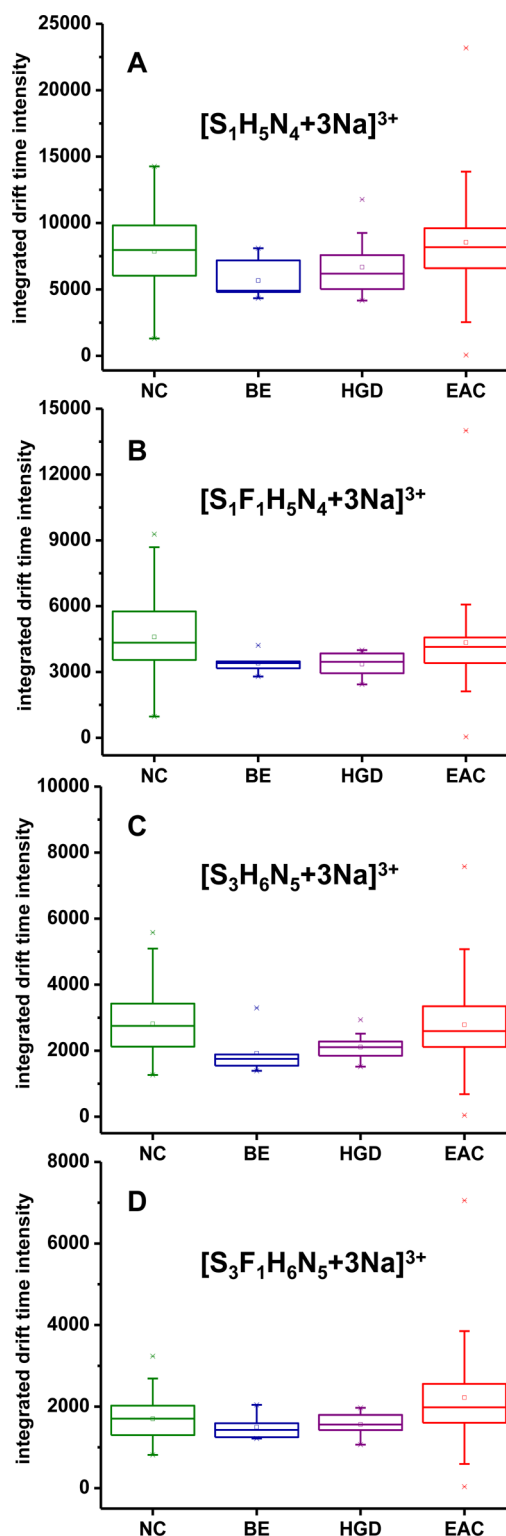 A
[S₁H₅N₄+3Na]³⁺
integrated drift time intensity
25000
20000
15000
10000
5000
0
NC BE HGD EAC
B
[S₁F₁H₅N₄+3Na]³⁺
integrated drift time intensity
15000
12000
9000
6000
3000
0
NC BE HGD EAC
C
[S₃H₆N₅+3Na]³⁺
integrated drift time intensity
10000
8000
6000
4000
2000
0
NC BE HGD EAC
D
[S₃F₁H₆N₅+3Na]³⁺
integrated drift time intensity
8000
6000
4000
2000
0
NC BE HGD EAC